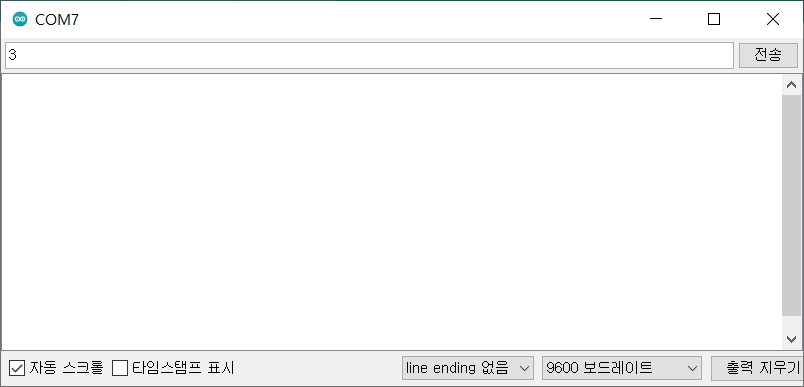 COM7
3
전송
자동 스크롤
타임스탬프 표시
line ending 없음
9600 보드레이트
출력 지우기